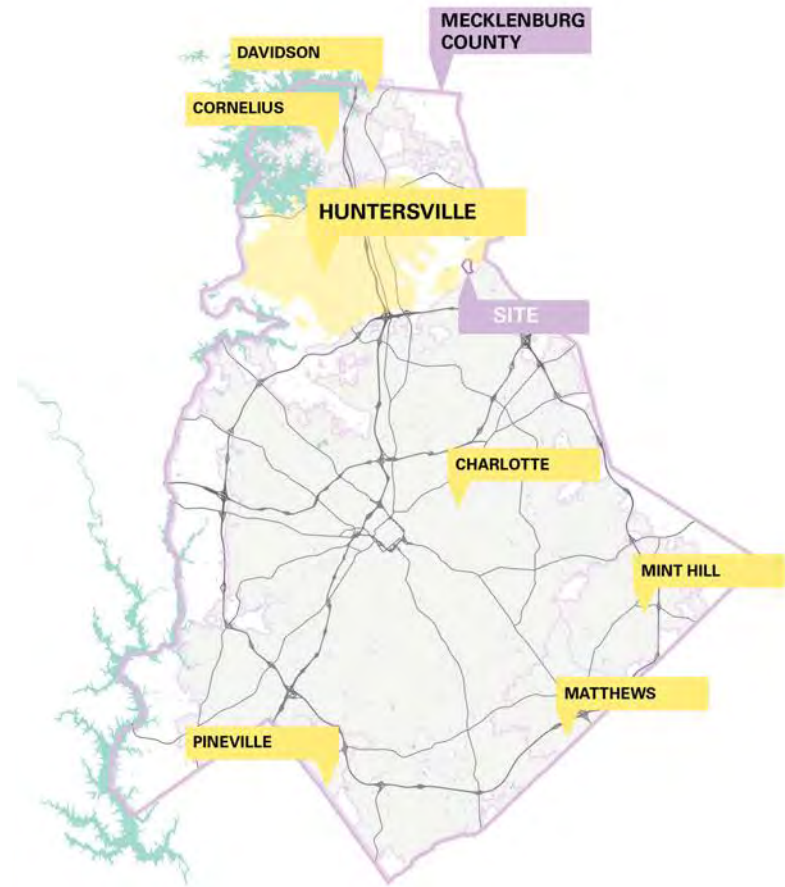 MECKLENBURG
COUNTY
DAVIDSON
CORNELIUS
HUNTERSVILLE
SITE
CHARLOTTE
MINT HILL
MATTHEWS
PINEVILLE